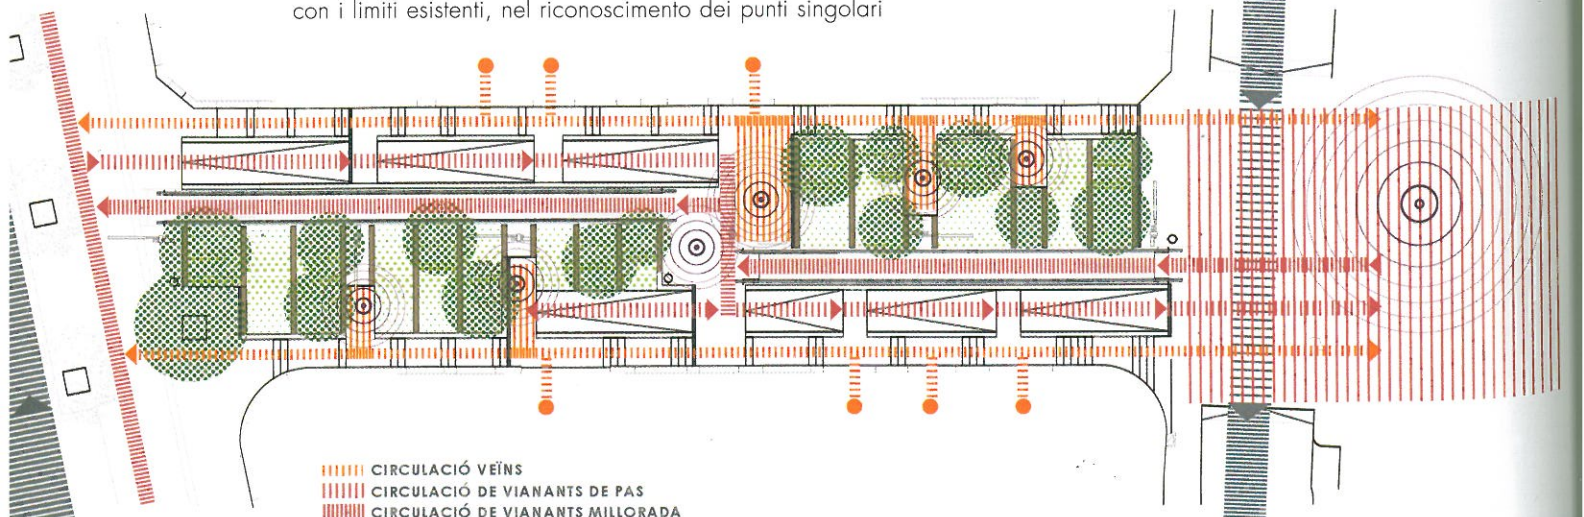 con i limiti esistenti, nel riconoscimento dei punti singolari
CIRCULACIÓ VEÏNS
CIRCULACIÓ DE VIANANTS DE PAS
CIRCULACIÓ DE VIANANTS MILLORADA